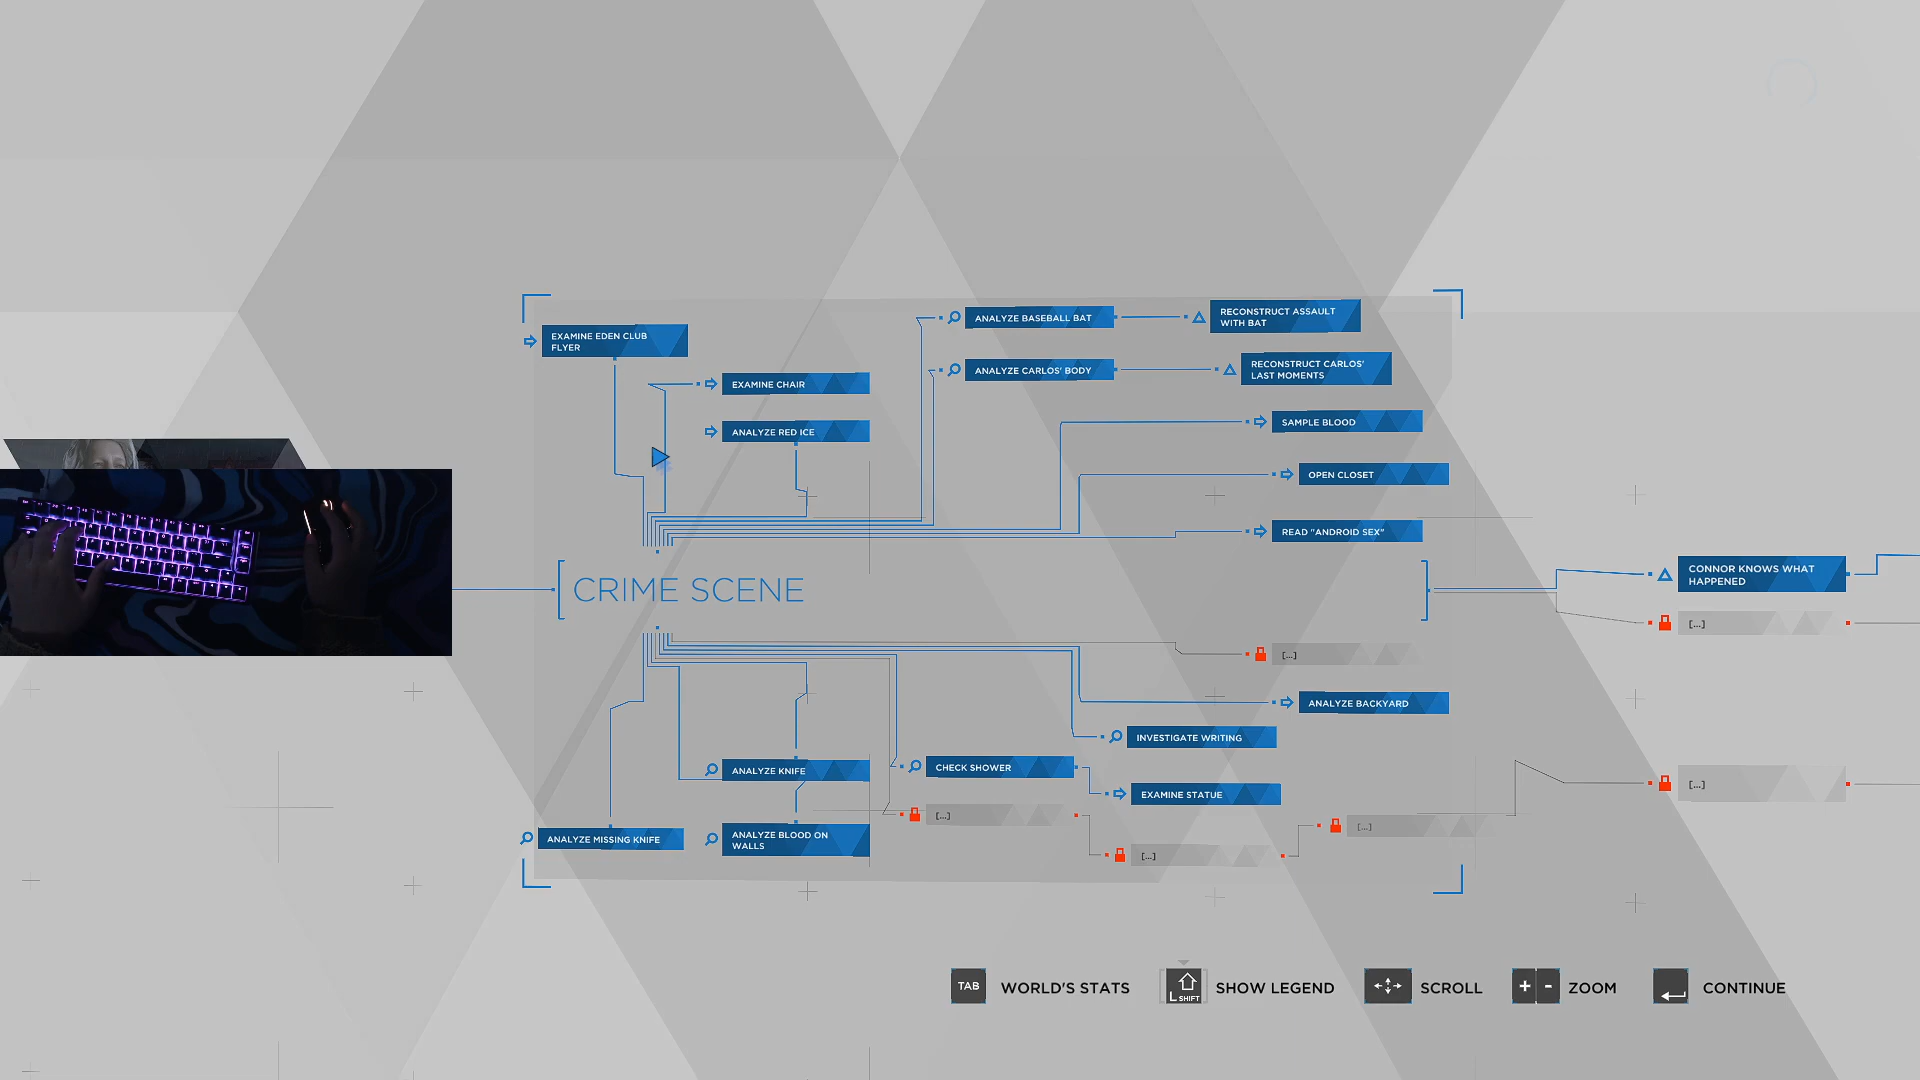 EXAMINE EDEN CLUB
FLYER
EXAMINE CHAIR
ANALYZE RED ICE
ANALYZE BASEBALL BAT
RECONSTRUCT ASSAULT
WITH BAT
ANALYZE CARLOS' BODY
RECONSTRUCT CARLOS'
LAST MOMENTS
SAMPLE BLOOD
OPEN CLOSET
READ "ANDROID SEX"
CRIME SCENE
CONNOR KNOWS WHAT
HAPPENED
[...]
[...]
ANALYZE BACKYARD
INVESTIGATE WRITING
ANALYZE KNIFE
CHECK SHOWER
EXAMINE STATUE
[...]
[...]
[...]
[...]
ANALYZE MISSING KNIFE
ANALYZE BLOOD ON
WALLS
TAB WORLD'S STATS
L SHIFT SHOW LEGEND
SCROLL
+ - ZOOM
CONTINUE